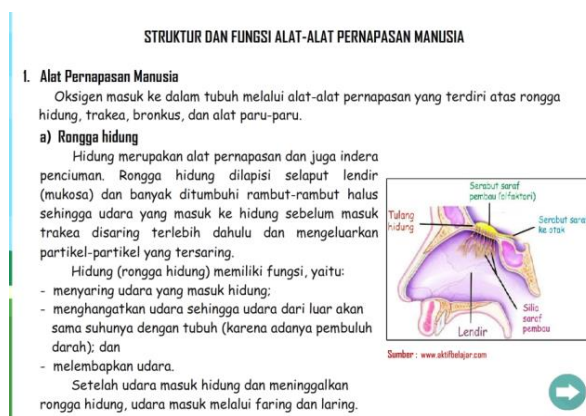 STRUKTUR DAN FUNGSI ALAT-ALAT PERNAPASAN MANUSIA
1. Alat Pernapasan Manusia
Oksigen masuk ke dalam tubuh melalui alat-alat pernapasan yang terdiri atas rongga
hidung, trakea, bronkus, dan alat paru-paru.
a) Rongga hidung
Hidung merupakan alat pernapasan dan juga indera
penciuman. Rongga hidung dilapisi selaput lendir
(mukosa) dan banyak ditumbuhi rambut-rambut halus
sehingga udara yang masuk ke hidung sebelum masuk
trakea disaring terlebih dahulu dan mengeluarkan
partikel-partikel yang tersaring.
Hidung (rongga hidung) memiliki fungsi, yaitu:
- menyaring udara yang masuk hidung;
- menghangatkan udara sehingga udara dari luar akan
sama suhunya dengan tubuh (karena adanya pembuluh
darah); dan
- melembapkan udara.
Setelah udara masuk hidung dan meninggalkan
rongga hidung, udara masuk melalui faring dan laring.
Serabut saraf
pembau (olfaktori)
Tulang
hidung
Serabut sara
ke otak
Silia
saraf
pembau
Lendir
Sumber : www.aktifbelajar.com